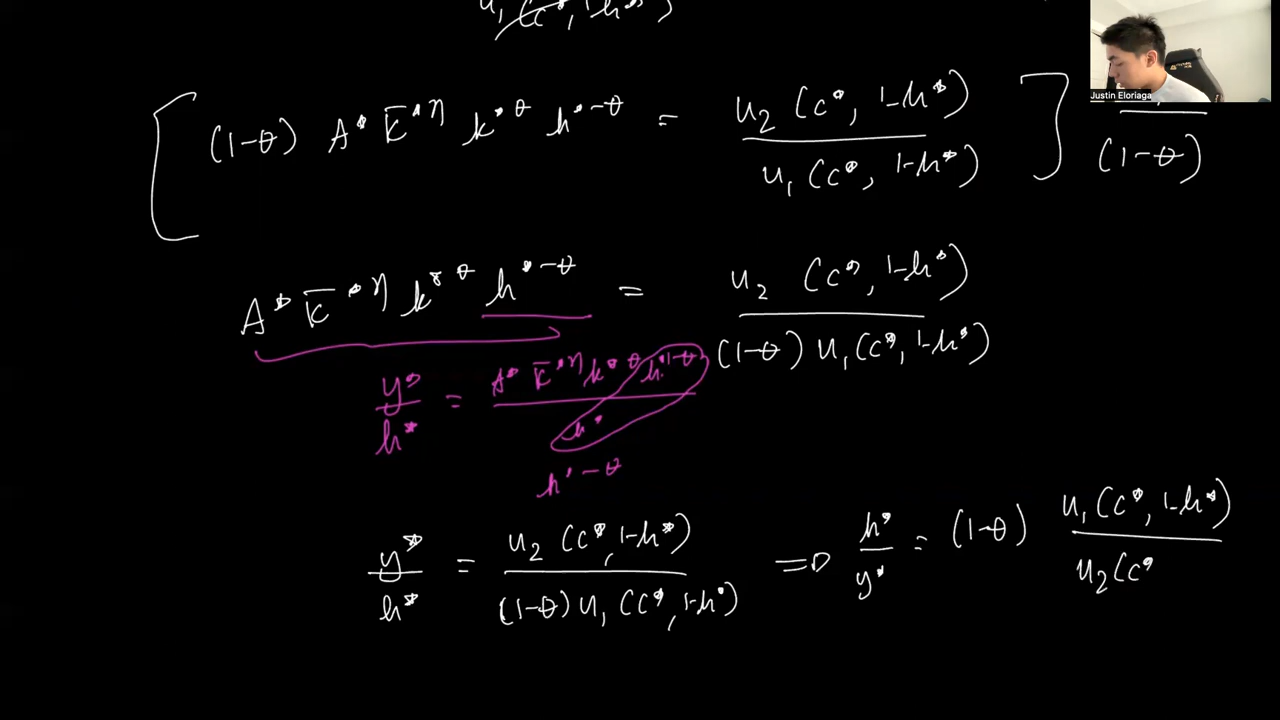 u₁(c*, 1-h*)
[ (1-θ) A* K̄*^η k*^θ h*^-θ = u₂(c*, 1-h*) / u₁(c*, 1-h*) ] / (1-θ)
Justin Eloriaga
A* K̄*^η k*^θ h*^-θ = u₂(c*, 1-h*) / (1-θ) u₁(c*, 1-h*)
y* / h* = A* K̄*^η k*^θ h*^1-θ / h*
h*^-θ
y* / h* = u₂(c*, 1-h*) / (1-θ) u₁(c*, 1-h*) ⇒ h* / y* = (1-θ) u₁(c*, 1-h*) / u₂(c*